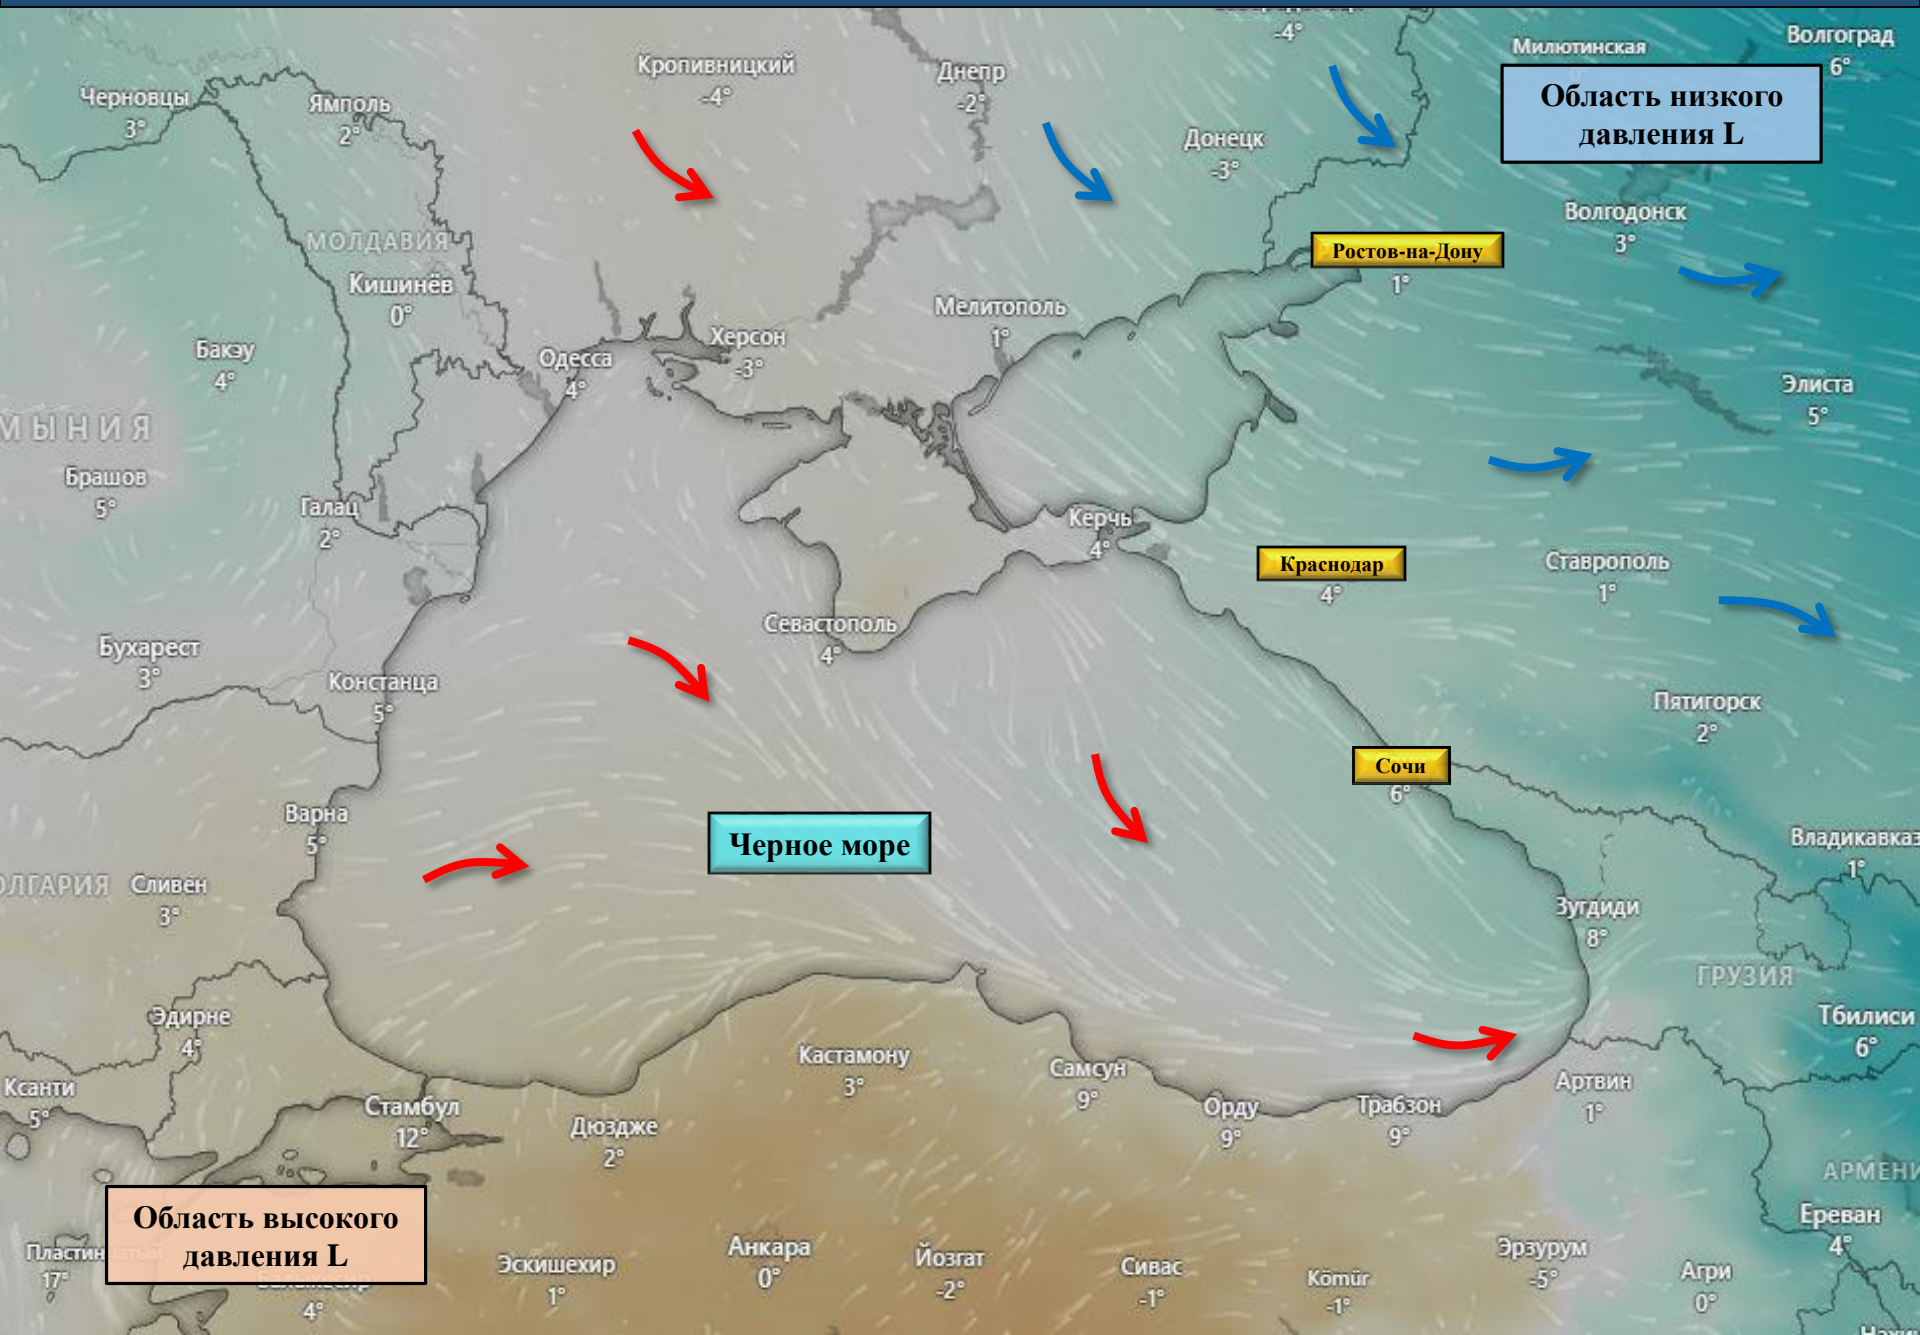 -4°
Милютинская
Волгоград
6°
Кропивницкий
-4°
Днепр
-2°
Черновцы
3°
Ямполь
2°
Область низкого
давления L
Донецк
-3°
Волгодонск
3°
МОЛДАВИЯ
Ростов-на-Дону
1°
Кишинёв
0°
Мелитополь
1°
Херсон
-3°
Бакэу
4°
Одесса
4°
Элиста
5°
МЫНИЯ
Брашов
5°
Галац
2°
Керчь
4°
Краснодар
4°
Ставрополь
1°
Севастополь
4°
Бухарест
3°
Констанца
5°
Пятигорск
2°
Сочи
6°
Варна
5°
Черное море
Владикавказ
1°
ОЛГАРИЯ
Сливен
3°
Зугдиди
8°
ГРУЗИЯ
Эдирне
4°
Тбилиси
6°
Ксанти
5°
Кастамону
3°
Самсун
9°
Артвин
1°
Стамбул
12°
Дюздже
2°
Орду
9°
Трабзон
9°
АРМЕНИ
Область высокого
давления L
Ереван
4°
17°
4°
Эскишехир
1°
Анкара
0°
Йозгат
-2°
Сивас
-1°
Kömür
-1°
Эрзурум
-5°
Агри
0°